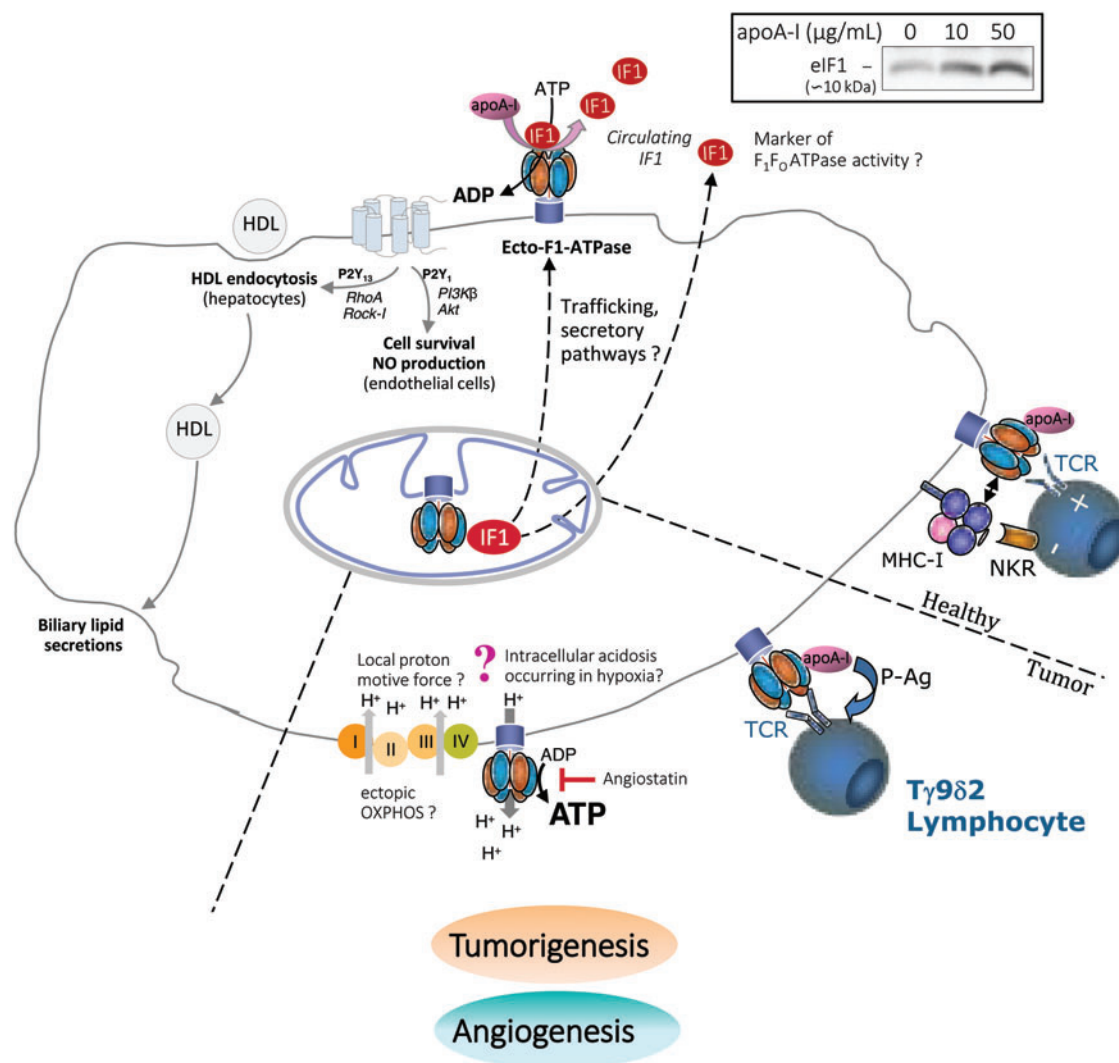 apoA-I (µg/mL) 0 10 50
eIF1 –
(~10 kDa)
ATP
apoA-I
IF1
IF1
IF1
Circulating
IF1
IF1
Marker of
F1FO ATPase activity ?
ADP
HDL
Ecto-F1-ATPase
HDL endocytosis
(hepatocytes)
P2Y13
RhoA
Rock-I
P2Y1
PI3Kβ
Akt
Cell survival
NO production
(endothelial cells)
Trafficking,
secretory
pathways ?
HDL
IF1
Biliary lipid
secretions
apoA-I
TCR
+
-
MHC-I
NKR
Healthy
Tumor
Local proton
motive force ?
H+ H+ H+ H+
?
Intracellular acidosis
occurring in hypoxia?
H+
I II III IV
ectopic
OXPHOS ?
ADP
ATP
Angiostatin
H+ H+
H+
H+
apoA-I
P-Ag
TCR
Tγ9δ2
Lymphocyte
Tumorigenesis
Angiogenesis